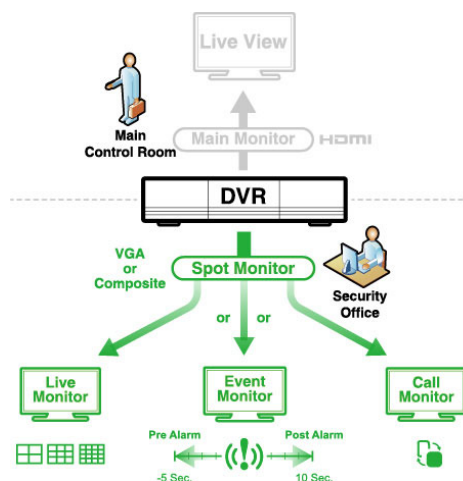 Live View
Main
Control Room
Main Monitor
HDMI
DVR
VGA
or
Composite
Spot Monitor
Security
Office
or
or
Live
Monitor
Event
Monitor
Call
Monitor
Pre Alarm
Post Alarm
-5 Sec.
10 Sec.